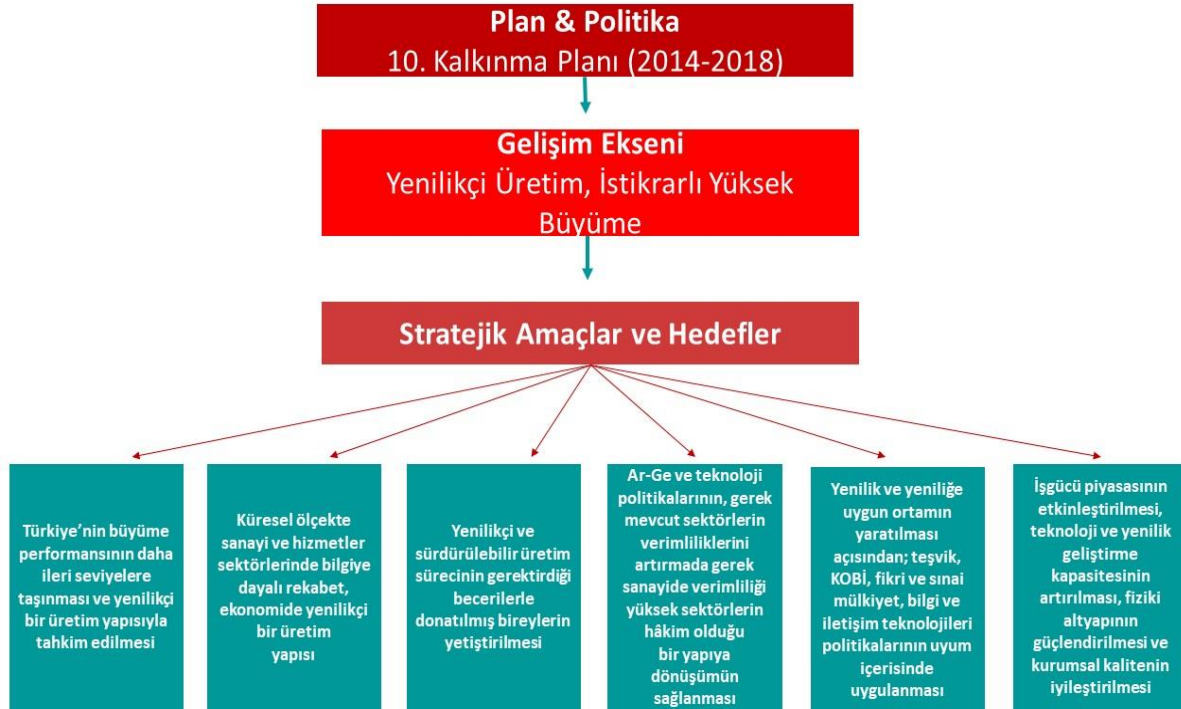 Plan & Politika
10. Kalkınma Planı (2014-2018)
Gelişim Ekseni
Yenilikçi Üretim, İstikrarlı Yüksek
Büyüme
Stratejik Amaçlar ve Hedefler
Türkiye’nin büyüme
performansının daha
ileri seviyelere
taşınması ve yenilikçi
bir üretim yapısıyla
tahkim edilmesi
Küresel ölçekte
sanayi ve hizmetler
sektörlerinde bilgiye
dayalı rekabet,
ekonomide yenilikçi
bir üretim
yapısı
Yenilikçi ve
sürdürülebilir üretim
sürecinin gerektirdiği
becerilerle
donatılmış bireylerin
yetiştirilmesi
Ar-Ge ve teknoloji
politikalarının, gerek
mevcut sektörlerin
verimliliklerini
artırmada gerek
sanayide verimliliği
yüksek sektörlerin
hâkim olduğu
bir yapıya
dönüşümün
sağlanması
Yenilik ve yeniliğe
uygun ortamın
yaratılması
açısından; teşvik,
KOBİ, fikri ve sınai
mülkiyet, bilgi ve
iletişim teknolojileri
politikalarının uyum
içerisinde
uygulanması
İşgücü piyasasının
etkinleştirilmesi,
teknoloji ve yenilik
geliştirme
kapasitesinin
artırılması, fiziki
altyapının
güçlendirilmesi ve
kurumsal kalitenin
iyileştirilmesi